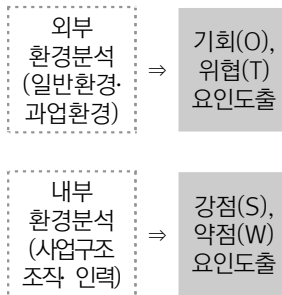 외부
환경분석
(일반환경·
과업환경)
⇒
기회(O),
위협(T)
요인도출
내부
환경분석
(사업구조
조직· 인력)
⇒
강점(S),
약점(W)
요인도출